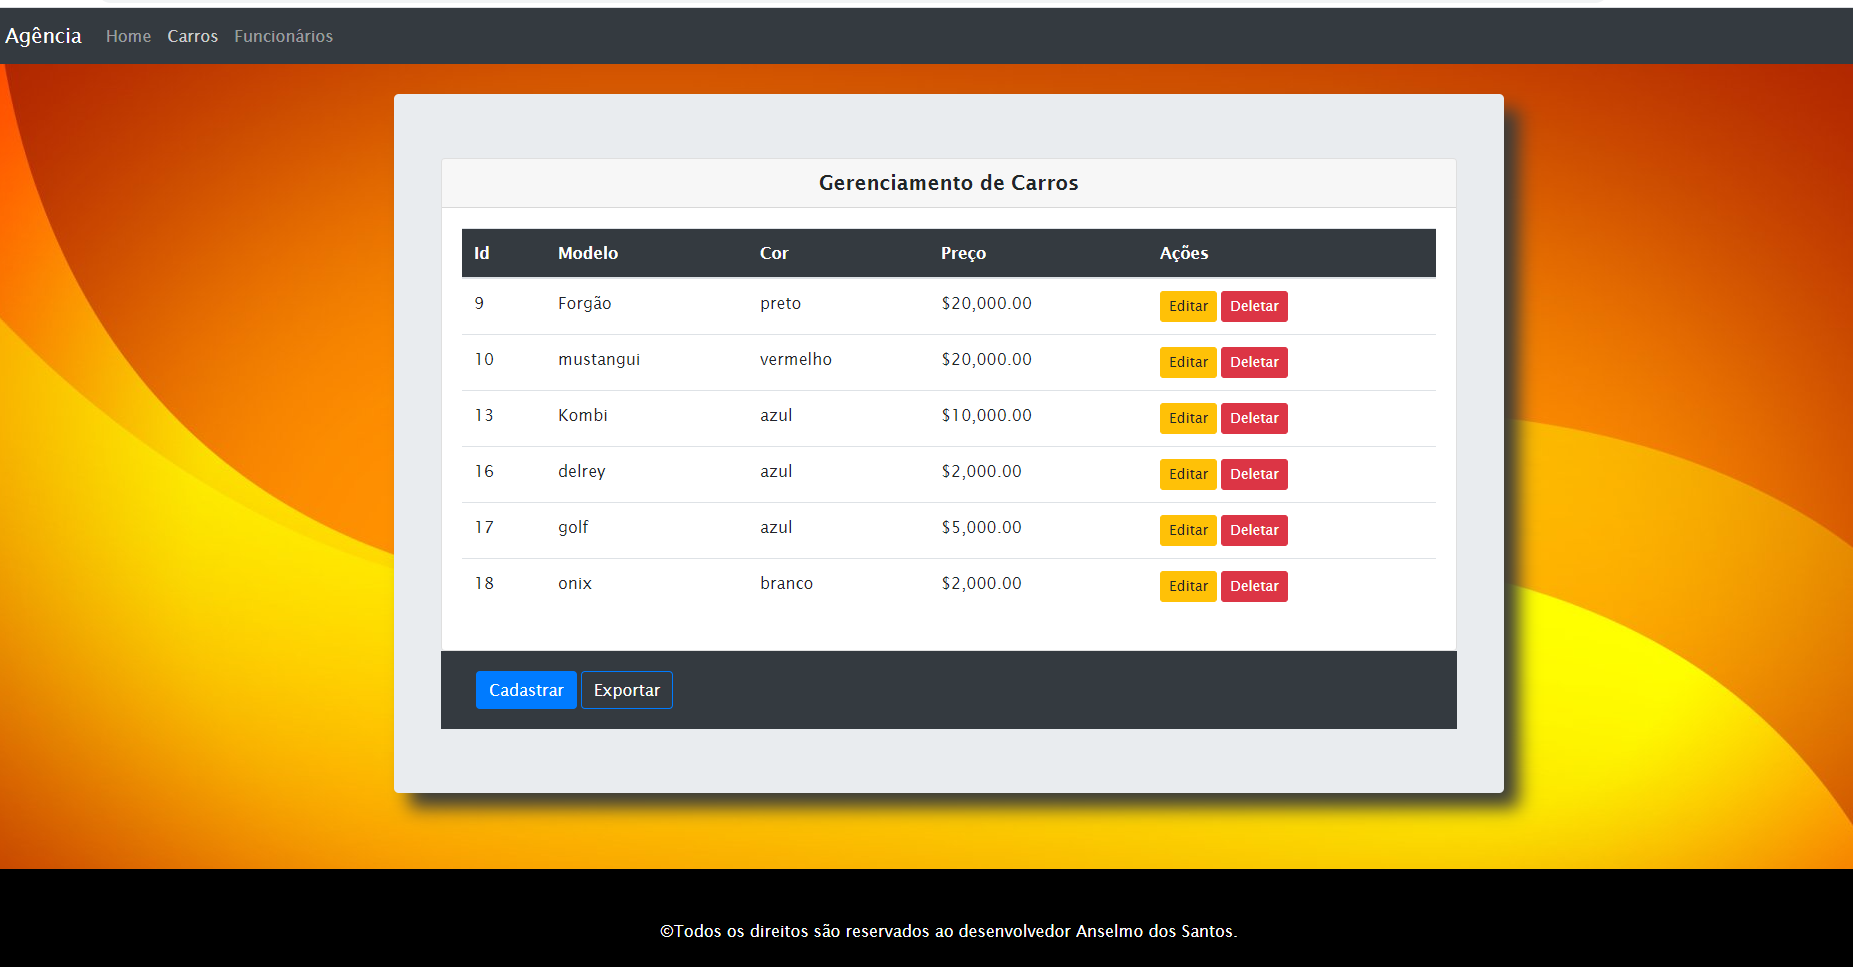 Agência Home Carros Funcionários
Gerenciamento de Carros
Id Modelo Cor Preço Ações
9 Forgão preto $20,000.00 Editar Deletar
10 mustangui vermelho $20,000.00 Editar Deletar
13 Kombi azul $10,000.00 Editar Deletar
16 delrey azul $2,000.00 Editar Deletar
17 golf azul $5,000.00 Editar Deletar
18 onix branco $2,000.00 Editar Deletar
Cadastrar Exportar
©Todos os direitos são reservados ao desenvolvedor Anselmo dos Santos.